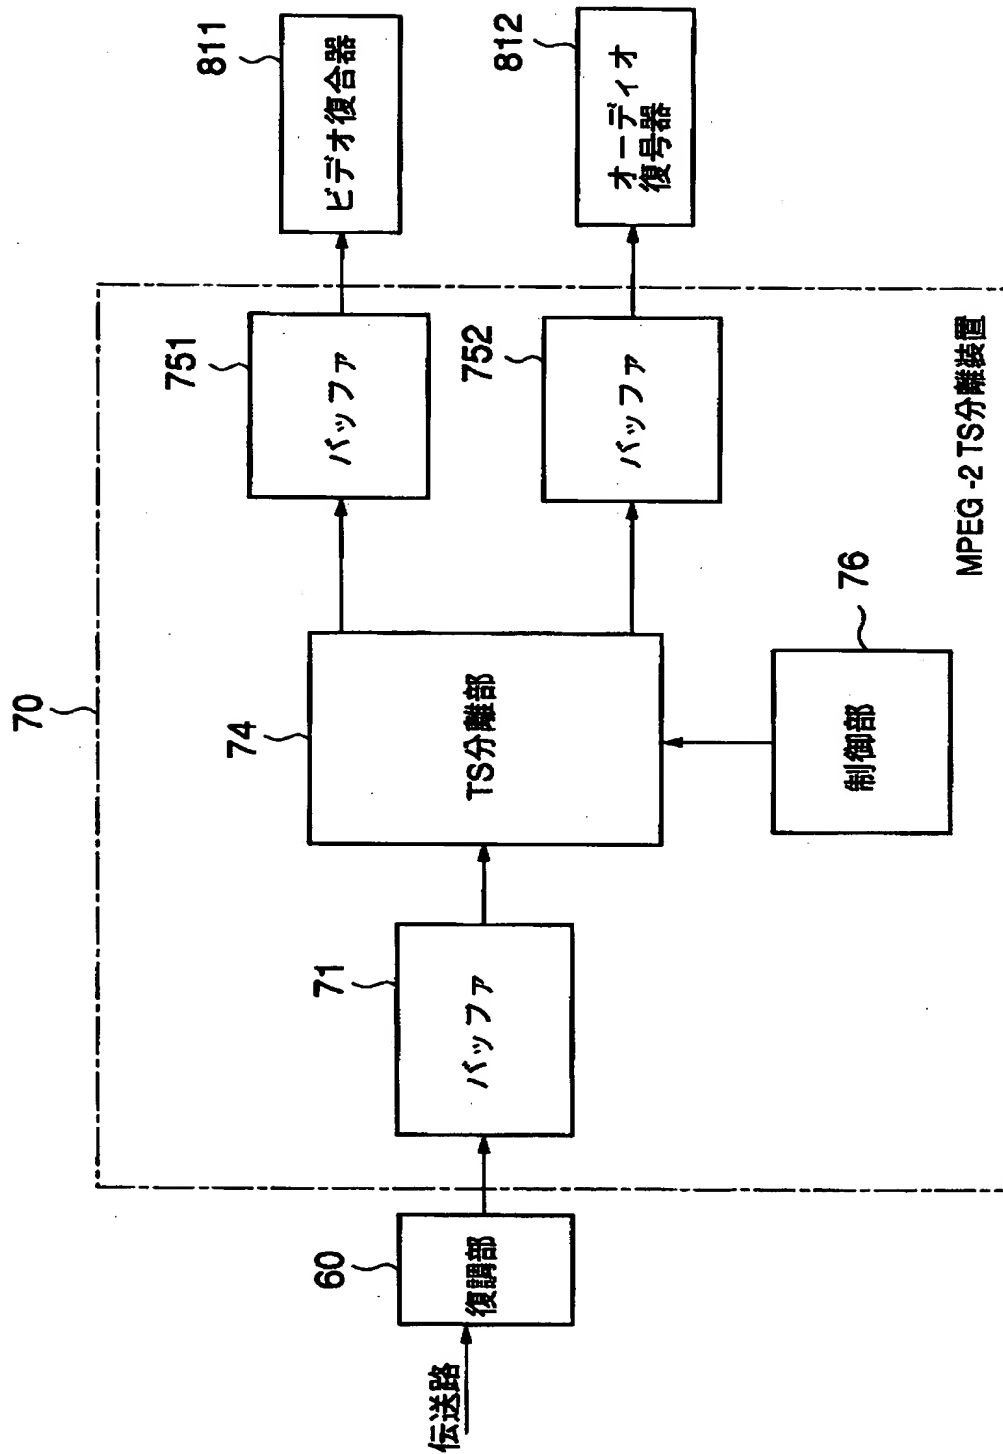 伝送路
60
復調部
70
71
バッファ
74
TS分離部
76
制御部
751
バッファ
752
バッファ
811
ビデオ復合器
812
オーディオ
復号器
MPEG -2 TS分離装置